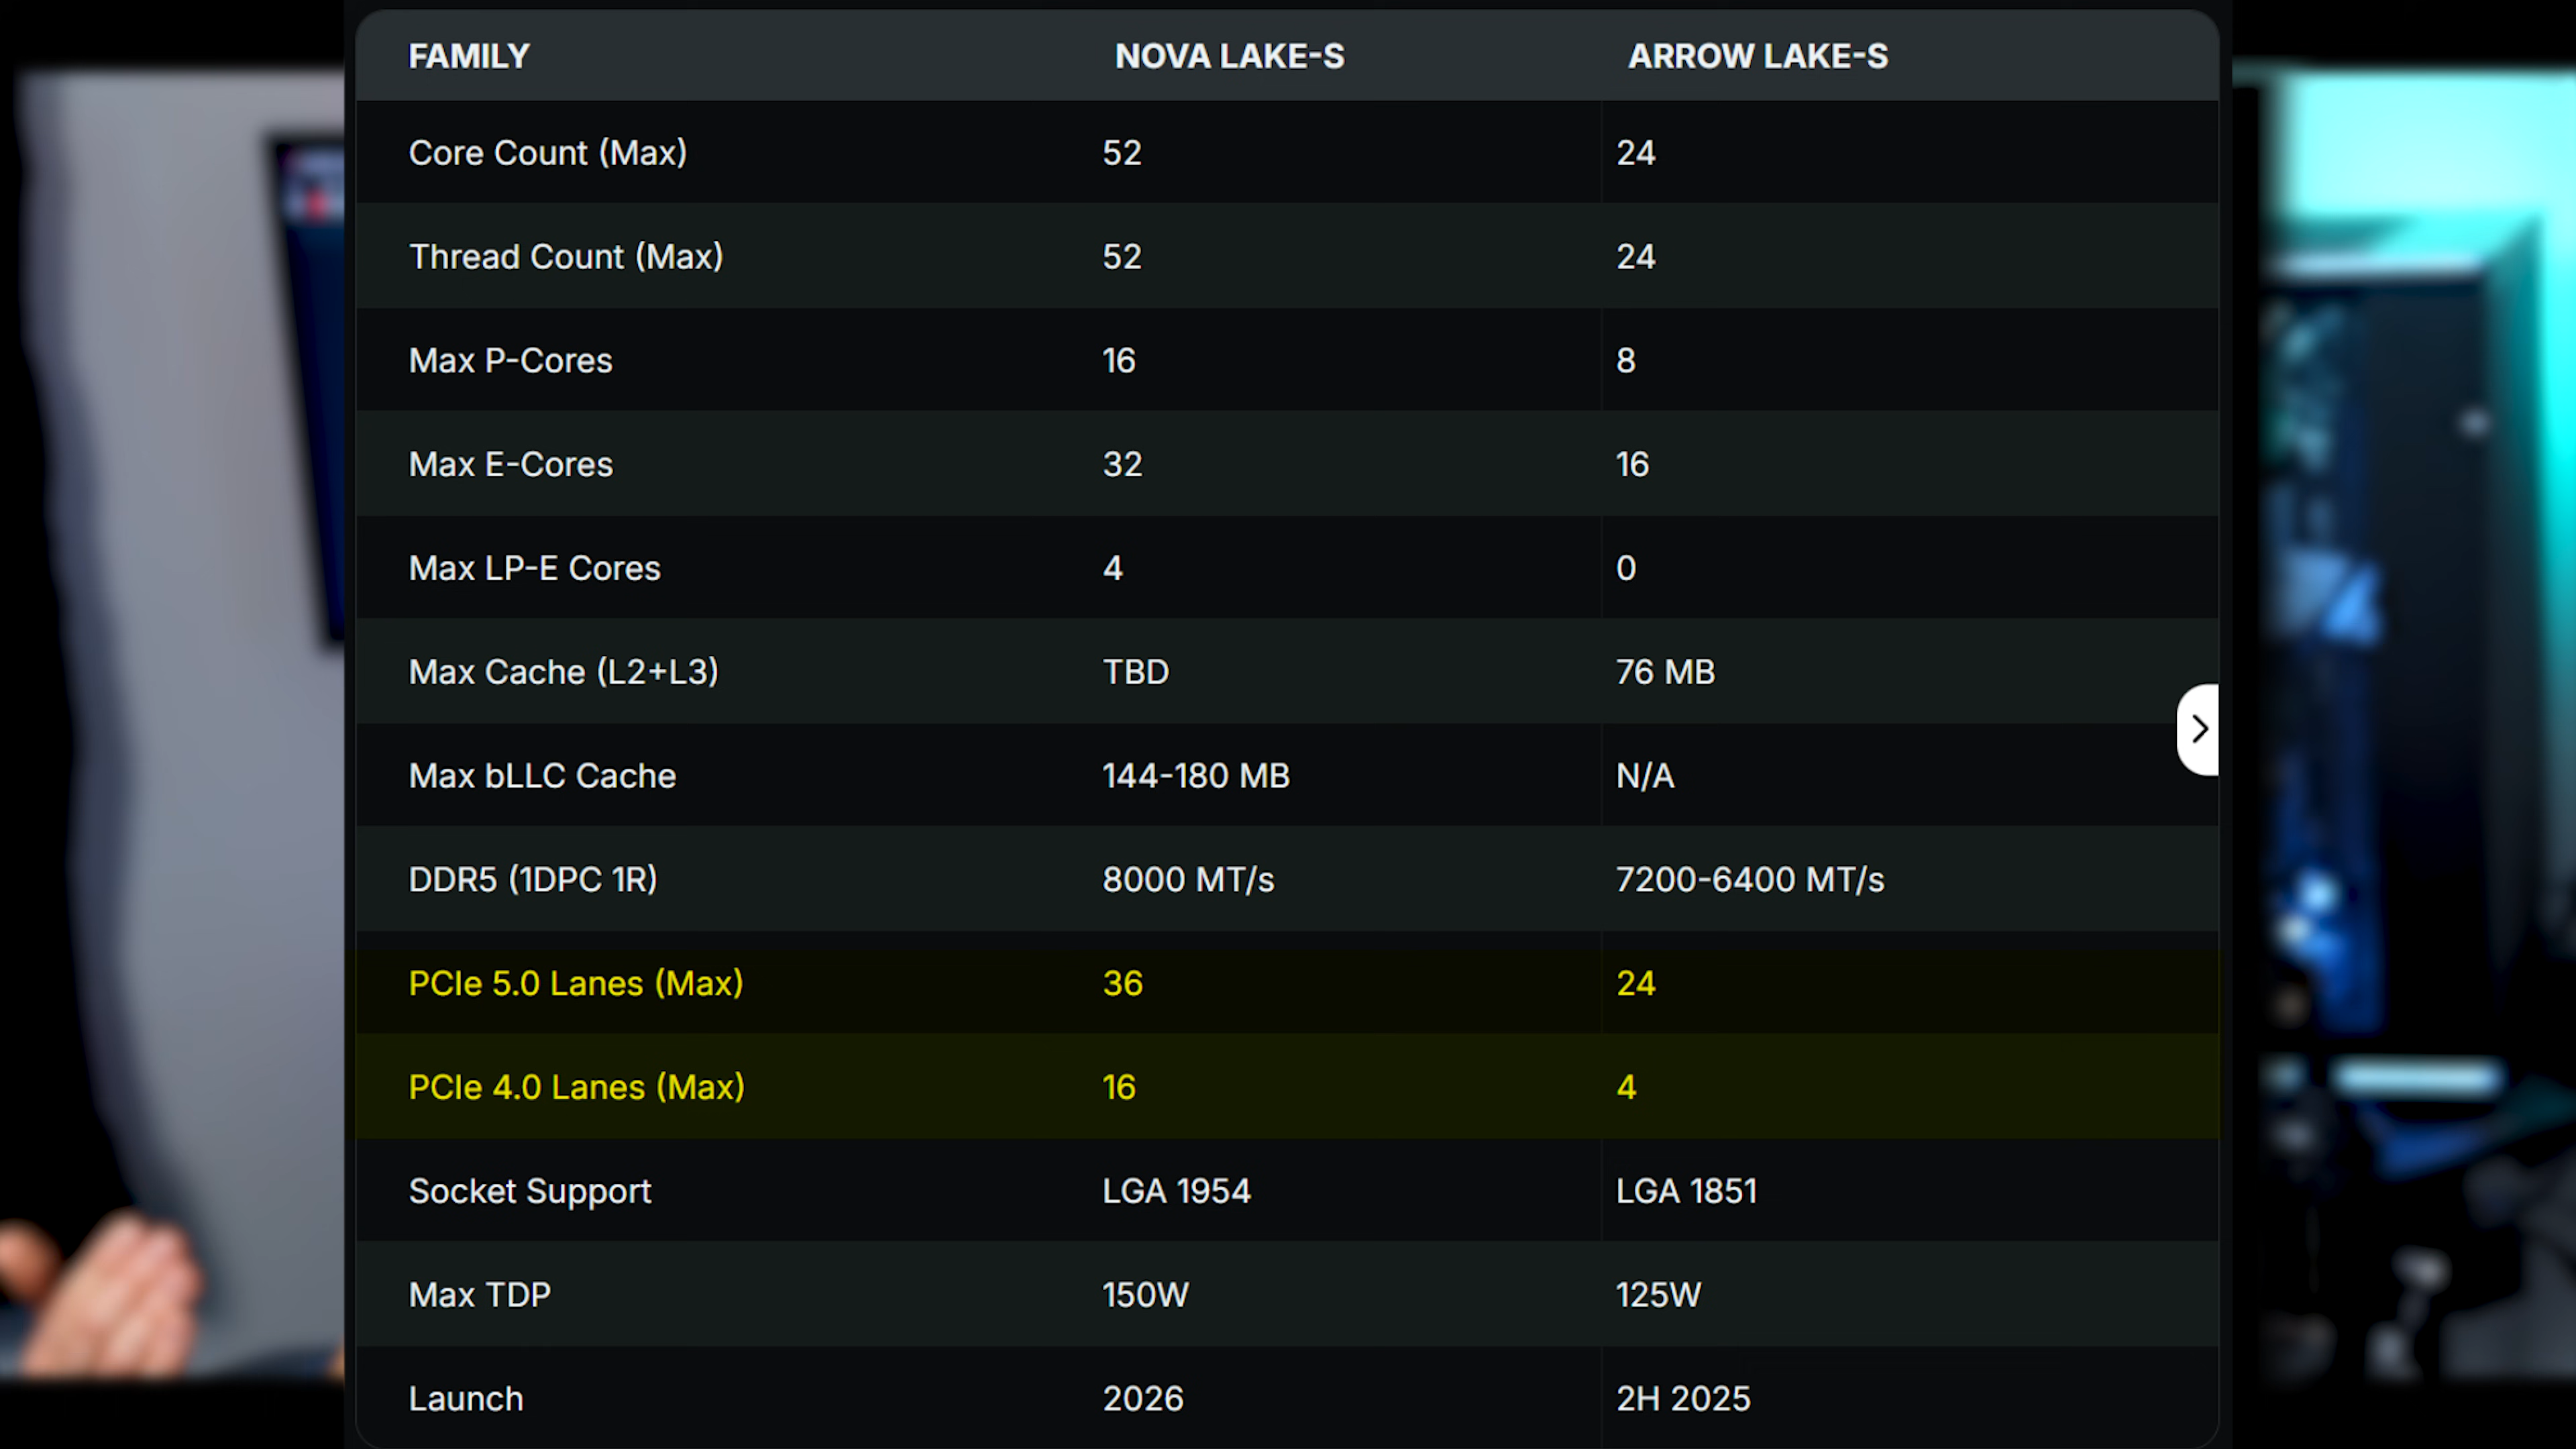 FAMILY NOVA LAKE-S ARROW LAKE-S
Core Count (Max) 52 24
Thread Count (Max) 52 24
Max P-Cores 16 8
Max E-Cores 32 16
Max LP-E Cores 4 0
Max Cache (L2+L3) TBD 76 MB
Max bLLC Cache 144-180 MB N/A
DDR5 (1DPC 1R) 8000 MT/s 7200-6400 MT/s
PCIe 5.0 Lanes (Max) 36 24
PCIe 4.0 Lanes (Max) 16 4
Socket Support LGA 1954 LGA 1851
Max TDP 150W 125W
Launch 2026 2H 2025